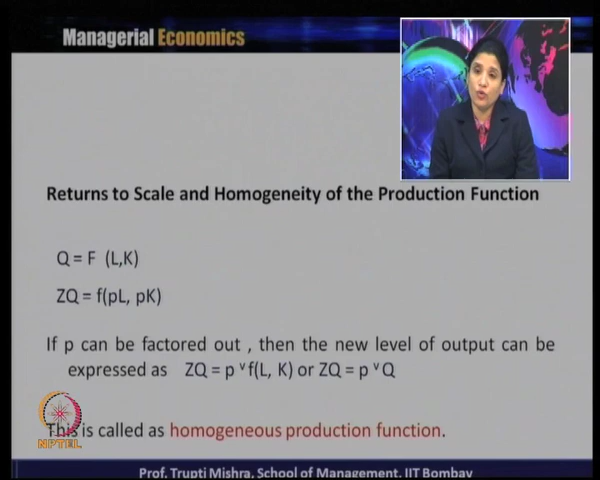 Managerial Economics
Returns to Scale and Homogeneity of the Production Function
Q = F (L,K)
ZQ = f(pL, pK)
If p can be factored out , then the new level of output can be
expressed as ZQ = p ᵛ f(L, K) or ZQ = p ᵛ Q
This is called as homogeneous production function.
NPTEL
Prof. Trupti Mishra, School of Management, IIT Bombay